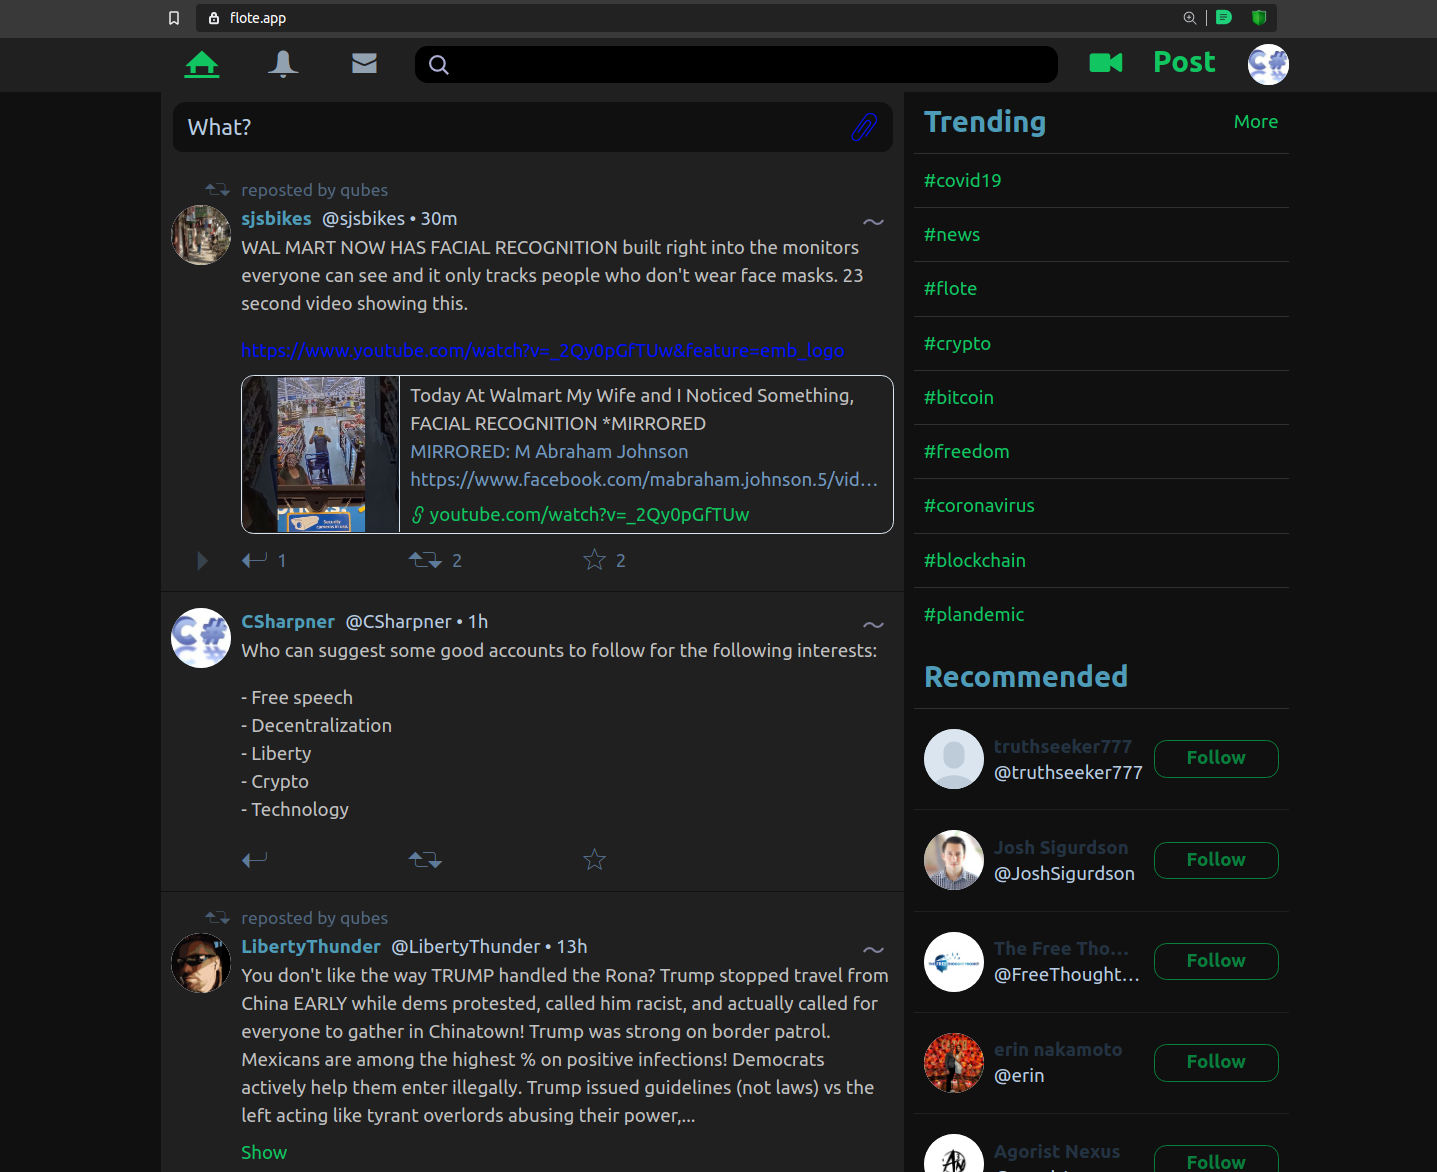 flote.app
Post
C#
What?
reposted by qubes
sjsbikes @sjsbikes • 30m
WAL MART NOW HAS FACIAL RECOGNITION built right into the monitors
everyone can see and it only tracks people who don't wear face masks. 23
second video showing this.
https://www.youtube.com/watch?v=_2Qy0pGfTUw&feature=emb_logo
Today At Walmart My Wife and I Noticed Something,
FACIAL RECOGNITION *MIRRORED
MIRRORED: M Abraham Johnson
https://www.facebook.com/mabraham.johnson.5/vid...
youtube.com/watch?v=_2Qy0pGfTUw
Security
cameras in use.
1 2 2
C#
CSharpner @CSharpner • 1h
Who can suggest some good accounts to follow for the following interests:
- Free speech
- Decentralization
- Liberty
- Crypto
- Technology
reposted by qubes
LibertyThunder @LibertyThunder • 13h
You don't like the way TRUMP handled the Rona? Trump stopped travel from
China EARLY while dems protested, called him racist, and actually called for
everyone to gather in Chinatown! Trump was strong on border patrol.
Mexicans are among the highest % on positive infections! Democrats
actively help them enter illegally. Trump issued guidelines (not laws) vs the
left acting like tyrant overlords abusing their power,...
Show
Trending More
#covid19
#news
#flote
#crypto
#bitcoin
#freedom
#coronavirus
#blockchain
#plandemic
Recommended
truthseeker777
@truthseeker777
Follow
Josh Sigurdson
@JoshSigurdson
Follow
The Free Tho...
@FreeThought...
Follow
erin nakamoto
@erin
Follow
Agorist Nexus
Follow